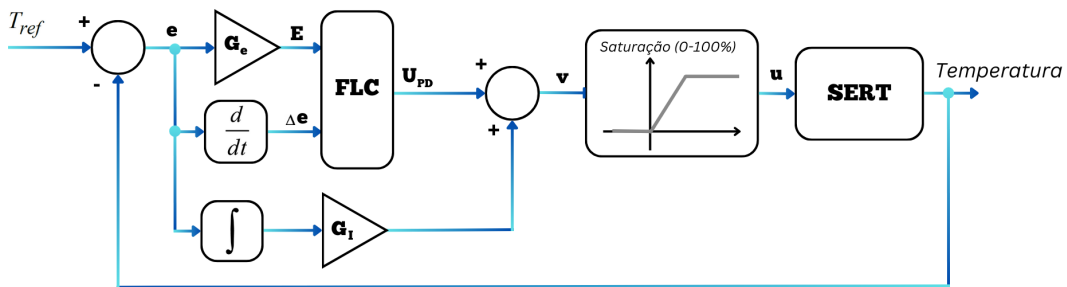 T_ref
+
-
e
G_e
E
d
dt
Δe
∫
G_I
FLC
U_PD
+
+
v
Saturação (0-100%)
u
SERT
Temperatura